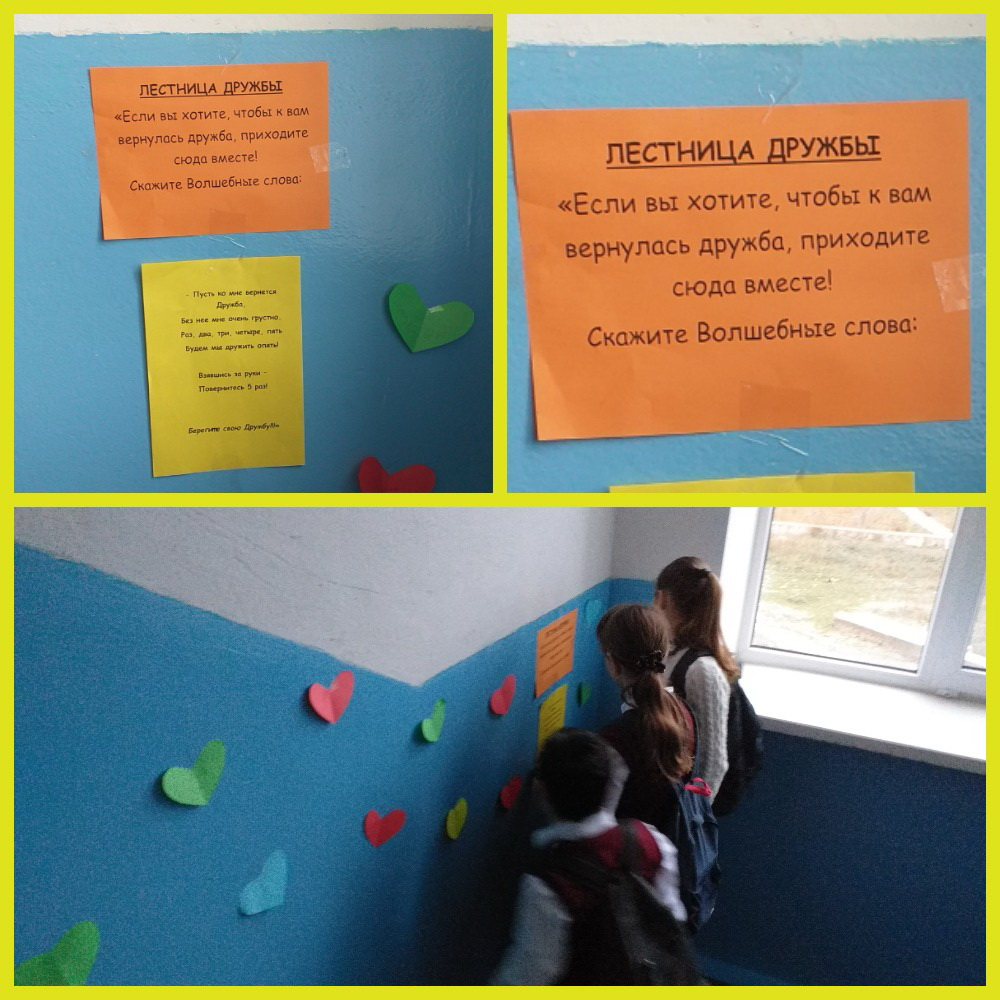 ЛЕСТНИЦА ДРУЖБЫ
«Если вы хотите, чтобы к вам
вернулась дружба, приходите
сюда вместе!
Скажите Волшебные слова:
- Пусть ко мне вернется
Дружба,
Без нее мне очень грустно.
Раз, два, три, четыре, пять
Будем мы дружить опять!
Взявшись за руки -
Повернитесь 5 раз!
Берегите свою Дружбу!!!»
ЛЕСТНИЦА ДРУЖБЫ
«Если вы хотите, чтобы к вам
вернулась дружба, приходите
сюда вместе!
Скажите Волшебные слова: